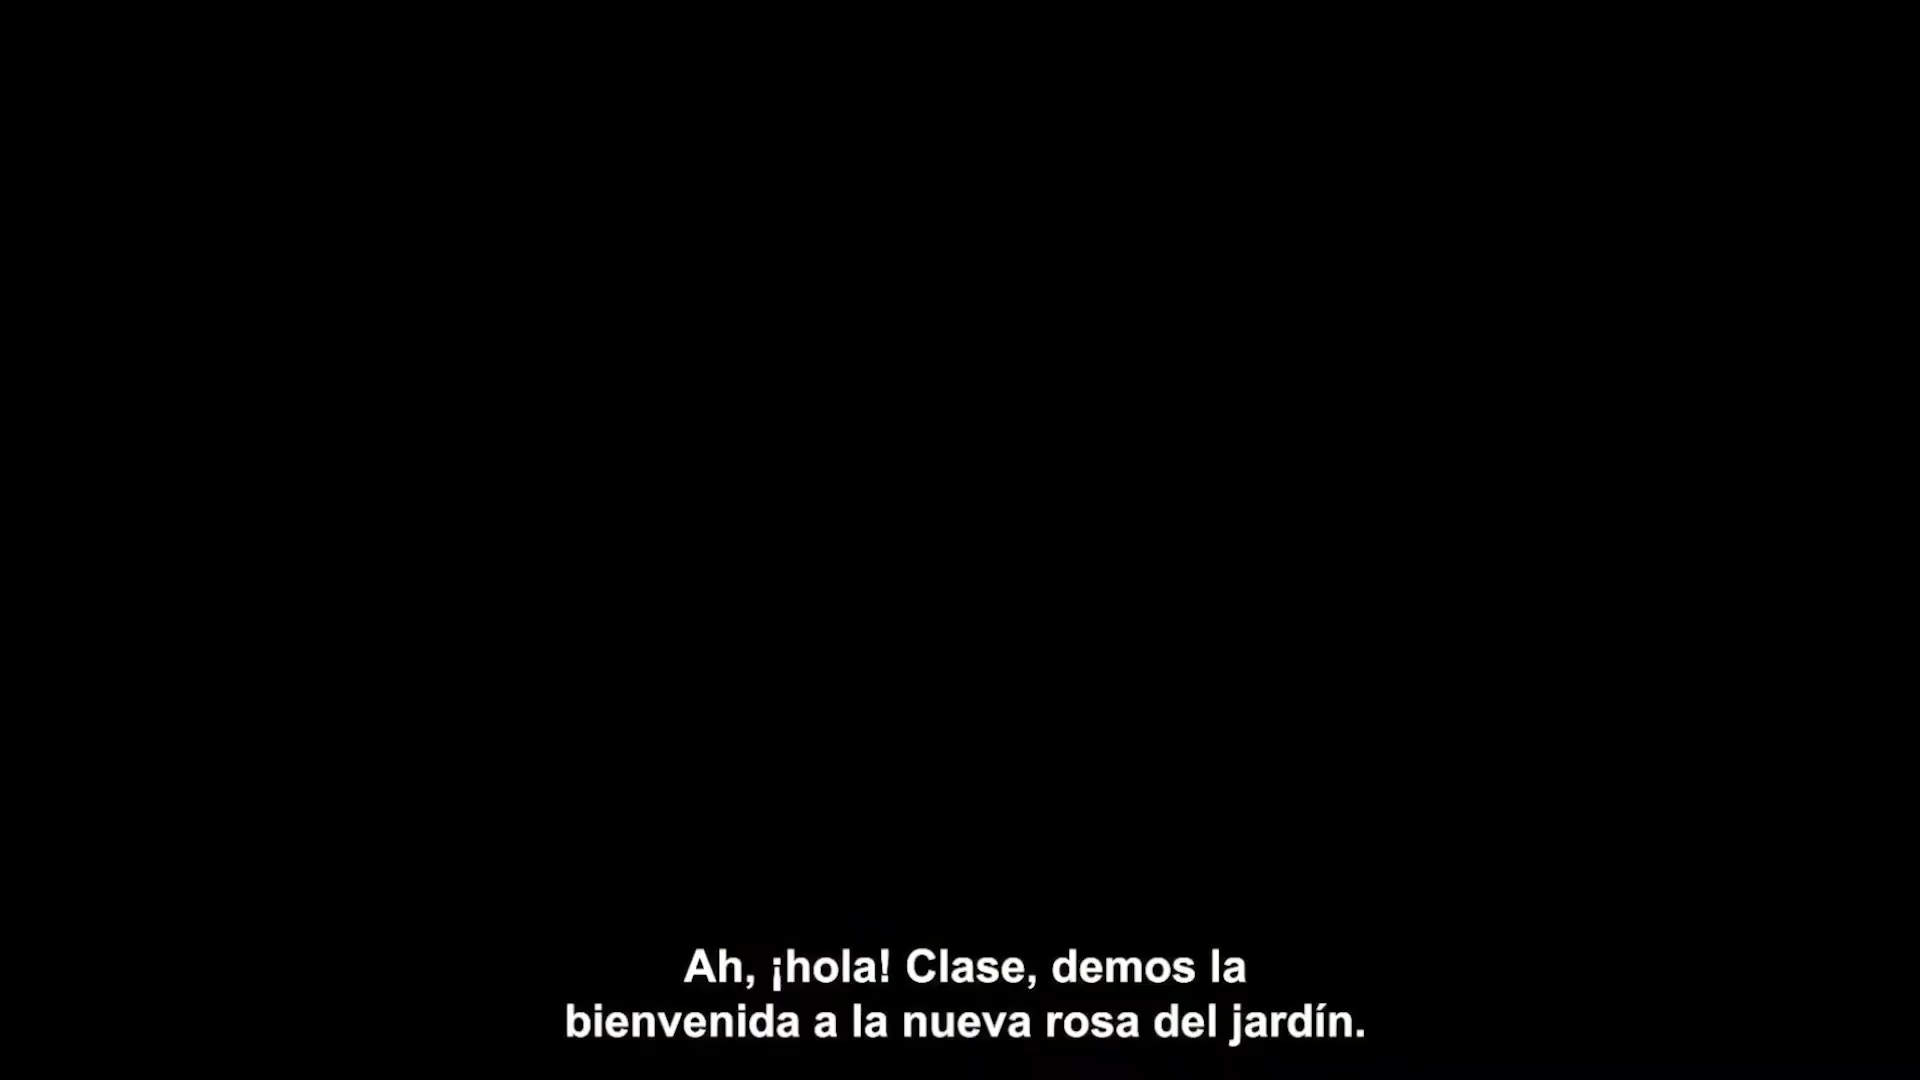 Ah, ¡hola! Clase, demos la
bienvenida a la nueva rosa del jardín.